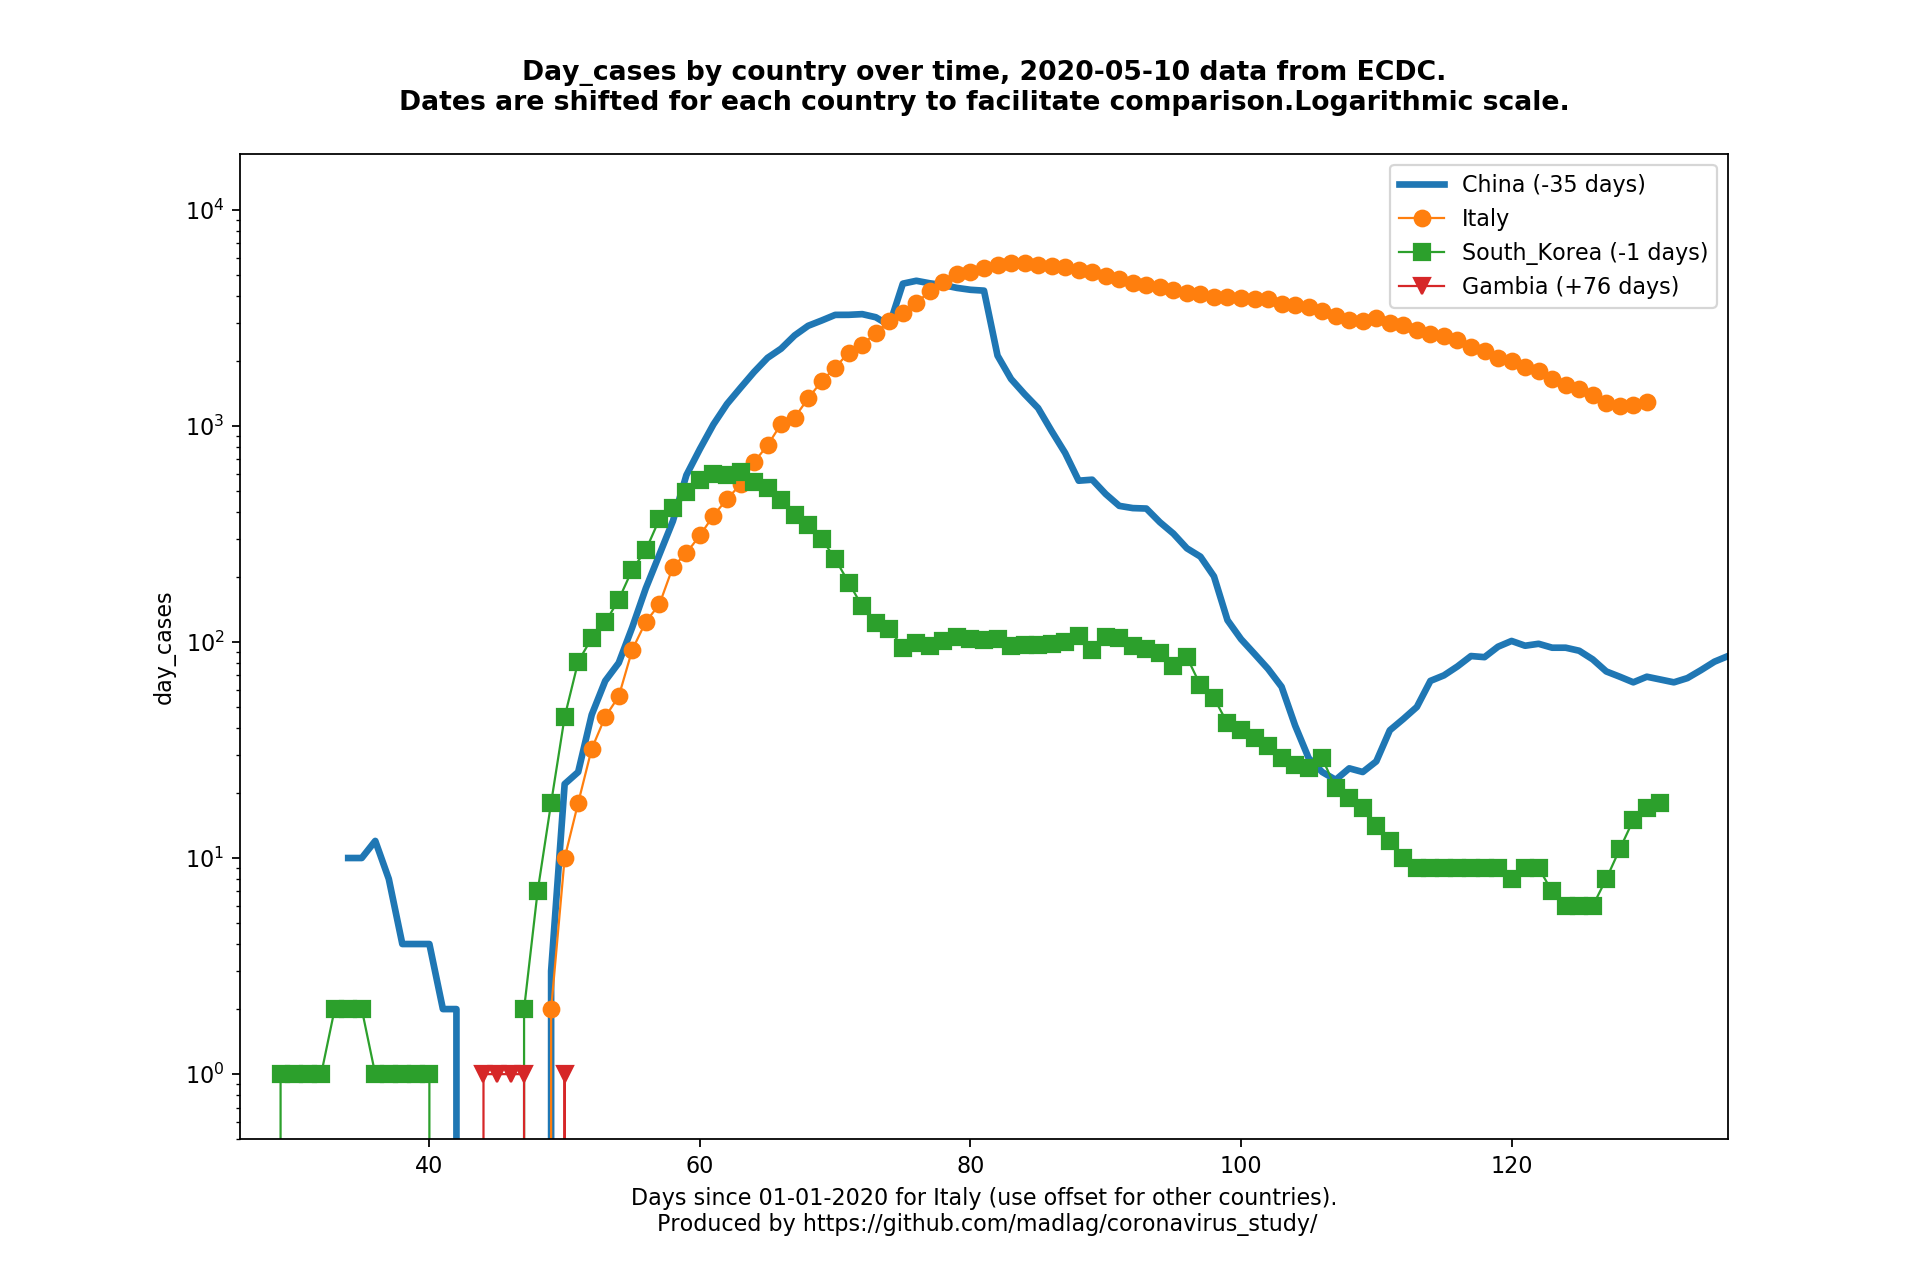 Day_cases by country over time, 2020-05-10 data from ECDC.
Dates are shifted for each country to facilitate comparison.Logarithmic scale.
China (-35 days)
Italy
South_Korea (-1 days)
Gambia (+76 days)
10^4
10^3
10^2
10^1
10^0
day_cases
40 60 80 100 120
Days since 01-01-2020 for Italy (use offset for other countries).
Produced by https://github.com/madlag/coronavirus_study/